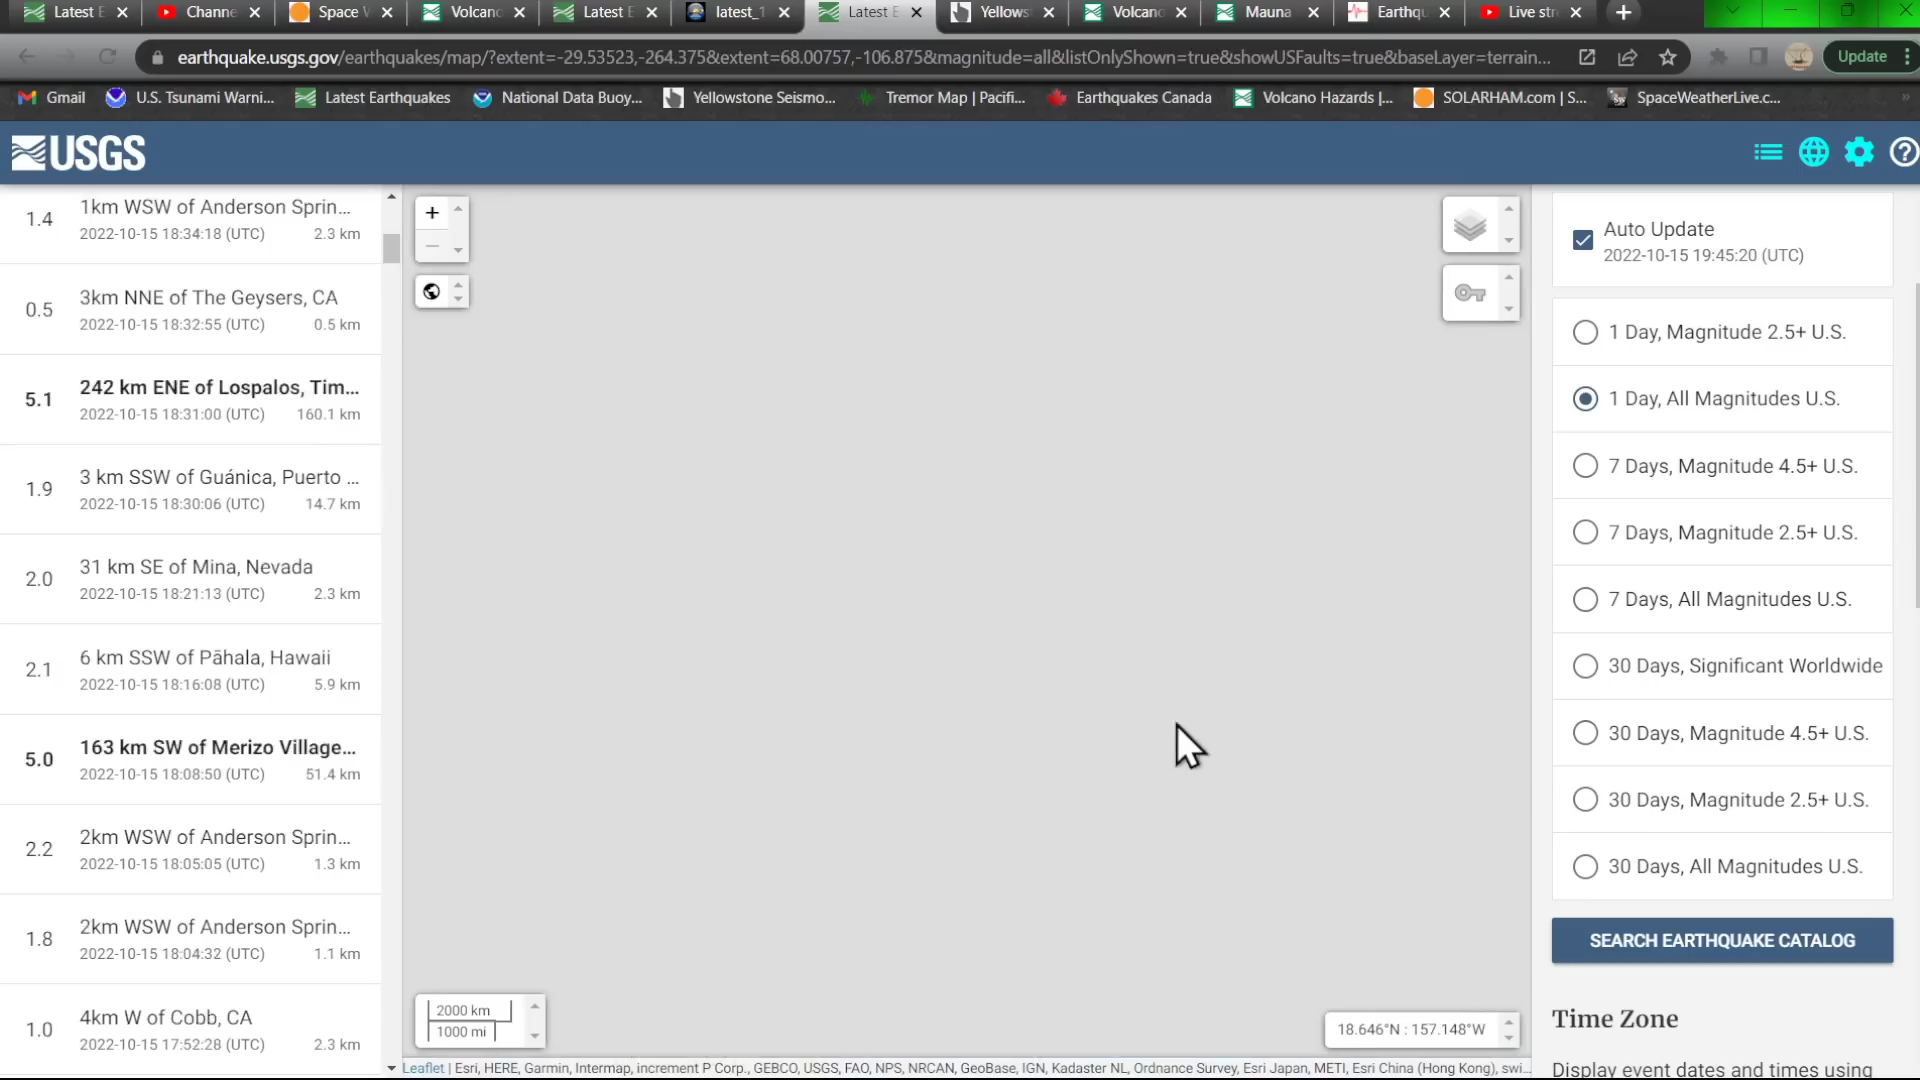 Latest E
Channe
Space W
Volcano
Latest E
latest_1
Latest E
Yellows
Volcano
Mauna
Earthqu
Live str
earthquake.usgs.gov/earthquakes/map/?extent=-29.53523,-264.375&extent=68.00757,-106.875&magnitude=all&listOnlyShown=true&showUSFaults=true&baseLayer=terrain...
Update
Gmail
U.S. Tsunami Warni...
Latest Earthquakes
National Data Buoy...
Yellowstone Seismo...
Tremor Map | Pacifi...
Earthquakes Canada
Volcano Hazards |...
SOLARHAM.com | S...
SpaceWeatherLive.c...
USGS
1.4
1km WSW of Anderson Sprin...
2022-10-15 18:34:18 (UTC) 2.3 km
0.5
3km NNE of The Geysers, CA
2022-10-15 18:32:55 (UTC) 0.5 km
5.1
242 km ENE of Lospalos, Tim...
2022-10-15 18:31:00 (UTC) 160.1 km
1.9
3 km SSW of Guánica, Puerto ...
2022-10-15 18:30:06 (UTC) 14.7 km
2.0
31 km SE of Mina, Nevada
2022-10-15 18:21:13 (UTC) 2.3 km
2.1
6 km SSW of Pāhala, Hawaii
2022-10-15 18:16:08 (UTC) 5.9 km
5.0
163 km SW of Merizo Village...
2022-10-15 18:08:50 (UTC) 51.4 km
2.2
2km WSW of Anderson Sprin...
2022-10-15 18:05:05 (UTC) 1.3 km
1.8
2km WSW of Anderson Sprin...
2022-10-15 18:04:32 (UTC) 1.1 km
1.0
4km W of Cobb, CA
2022-10-15 17:52:28 (UTC) 2.3 km
2000 km
1000 mi
18.646°N : 157.148°W
Leaflet | Esri, HERE, Garmin, Intermap, increment P Corp., GEBCO, USGS, FAO, NPS, NRCAN, GeoBase, IGN, Kadaster NL, Ordnance Survey, Esri Japan, METI, Esri China (Hong Kong), swi...
Auto Update
2022-10-15 19:45:20 (UTC)
1 Day, Magnitude 2.5+ U.S.
1 Day, All Magnitudes U.S.
7 Days, Magnitude 4.5+ U.S.
7 Days, Magnitude 2.5+ U.S.
7 Days, All Magnitudes U.S.
30 Days, Significant Worldwide
30 Days, Magnitude 4.5+ U.S.
30 Days, Magnitude 2.5+ U.S.
30 Days, All Magnitudes U.S.
SEARCH EARTHQUAKE CATALOG
Time Zone
Display event dates and times using